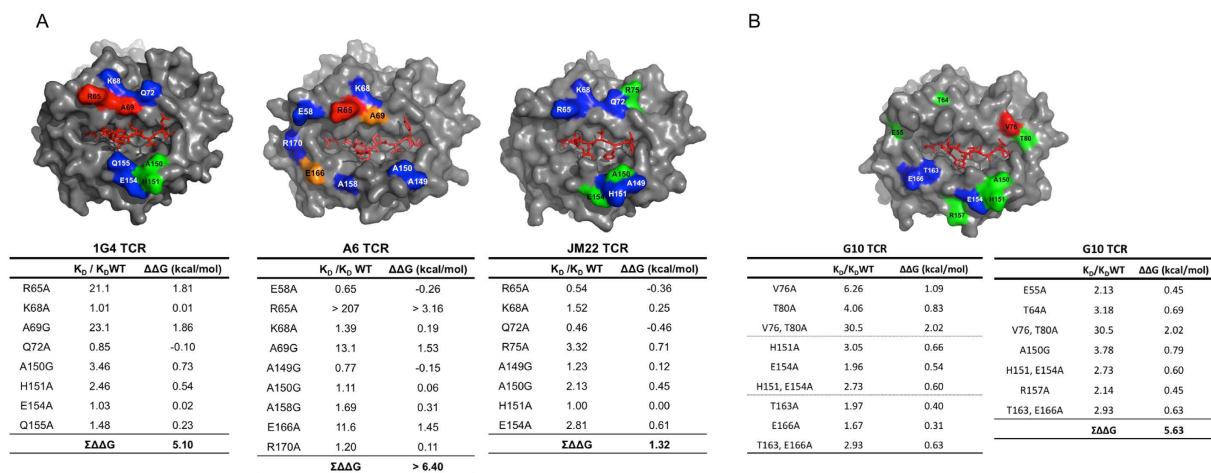 A
B
K68
Q72
R65
A69
Q155
A150
E154
H151
K68
E58
R65
A69
R170
E166
A158
A150
A149
K68
R75
R65
Q72
A150
A149
E154
H151
T64
E55
V76
T80
T163
E166
A150
E154
H151
R157
1G4 TCR
KD / KDWT ΔΔG (kcal/mol)
R65A 21.1 1.81
K68A 1.01 0.01
A69G 23.1 1.86
Q72A 0.85 -0.10
A150G 3.46 0.73
H151A 2.46 0.54
E154A 1.03 0.02
Q155A 1.48 0.23
ΣΔΔG 5.10
A6 TCR
KD /KD WT ΔΔG (kcal/mol)
E58A 0.65 -0.26
R65A > 207 > 3.16
K68A 1.39 0.19
A69G 13.1 1.53
A149G 0.77 -0.15
A150G 1.11 0.06
A158G 1.69 0.31
E166A 11.6 1.45
R170A 1.20 0.11
ΣΔΔG > 6.40
JM22 TCR
KD /KD WT ΔΔG (kcal/mol)
R65A 0.54 -0.36
K68A 1.52 0.25
Q72A 0.46 -0.46
R75A 3.32 0.71
A149G 1.23 0.12
A150G 2.13 0.45
H151A 1.00 0.00
E154A 2.81 0.61
ΣΔΔG 1.32
G10 TCR
KD/KDWT ΔΔG (kcal/mol)
V76A 6.26 1.09
T80A 4.06 0.83
V76, T80A 30.5 2.02
H151A 3.05 0.66
E154A 1.96 0.54
H151, E154A 2.73 0.60
T163A 1.97 0.40
E166A 1.67 0.31
T163, E166A 2.93 0.63
G10 TCR
KD/KDWT ΔΔG (kcal/mol)
E55A 2.13 0.45
T64A 3.18 0.69
V76, T80A 30.5 2.02
A150G 3.78 0.79
H151, E154A 2.73 0.60
R157A 2.14 0.45
T163, E166A 2.93 0.63
ΣΔΔG 5.63